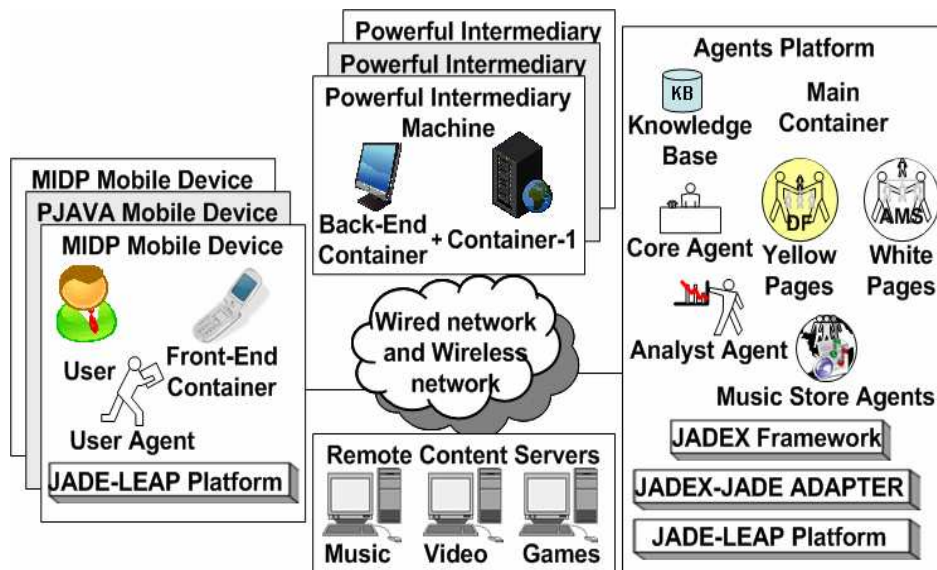 MIDP Mobile Device
PJAVA Mobile Device
MIDP Mobile Device
User
Front-End
Container
User Agent
JADE-LEAP Platform
Powerful Intermediary
Powerful Intermediary
Powerful Intermediary
Machine
Back-End
Container
+ Container-1
Wired network
and Wireless
network
Remote Content Servers
Music
Video
Games
Agents Platform
KB
Knowledge
Base
Main
Container
Core Agent
DF
Yellow
Pages
AMS
White
Pages
Analyst Agent
Music Store Agents
JADEX Framework
JADEX-JADE ADAPTER
JADE-LEAP Platform